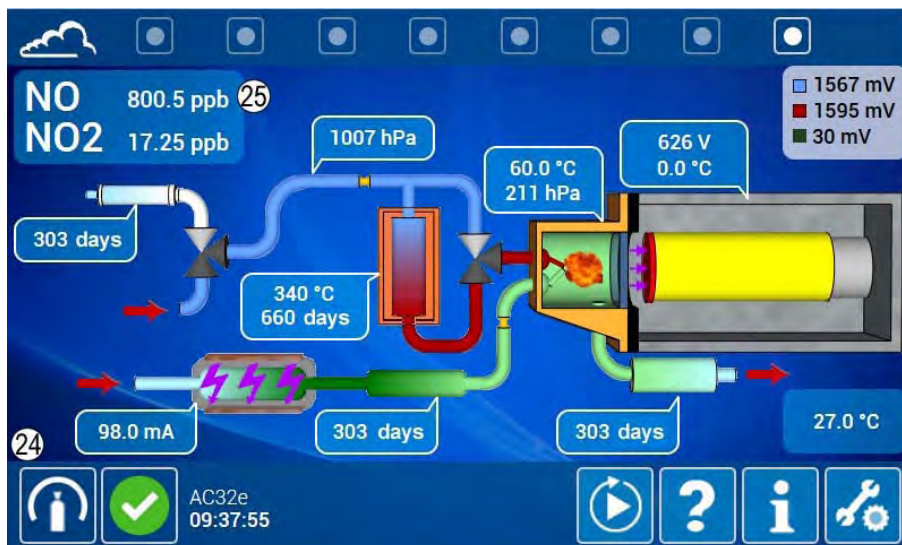 NO 800.5 ppb 25
NO2 17.25 ppb
1567 mV
1595 mV
30 mV
1007 hPa
60.0 °C
211 hPa
626 V
0.0 °C
303 days
340 °C
660 days
98.0 mA
303 days
303 days
27.0 °C
24
AC32e
09:37:55
?
i